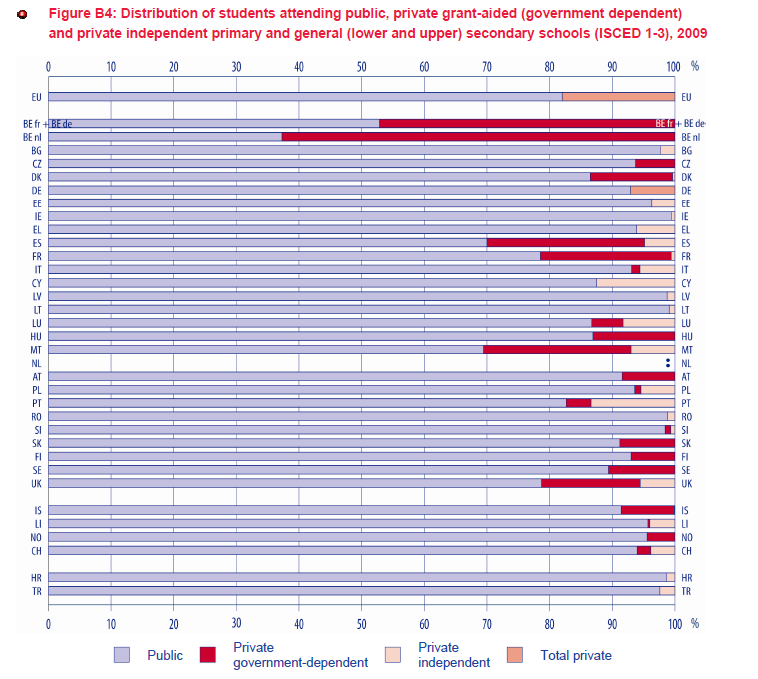 Figure B4: Distribution of students attending public, private grant-aided (government dependent)
and private independent primary and general (lower and upper) secondary schools (ISCED 1-3), 2009
0 10 20 30 40 50 60 70 80 90 100 %
EU EU
BE fr + BE de BE fr + BE de
BE nl BE nl
BG BG
CZ CZ
DK DK
DE DE
EE EE
IE IE
EL EL
ES ES
FR FR
IT IT
CY CY
LV LV
LT LT
LU LU
HU HU
MT MT
NL : NL
AT AT
PL PL
PT PT
RO RO
SI SI
SK SK
FI FI
SE SE
UK UK
IS IS
LI LI
NO NO
CH CH
HR HR
TR TR
0 10 20 30 40 50 60 70 80 90 100 %
Public
Private
government-dependent
Private
independent
Total private